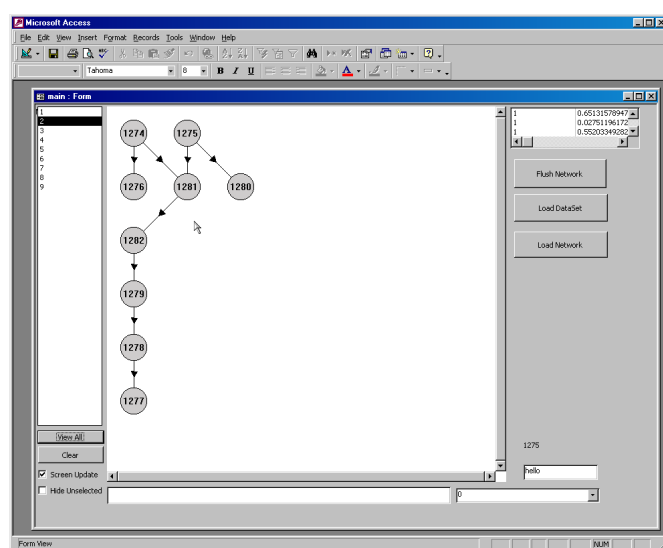 Microsoft Access
File Edit View Insert Format Records Tools Window Help
Tahoma 8 B I U A
main : Form
1
2
3
4
5
6
7
8
9
1274 1275
1276 1281 1280
1282
1279
1278
1277
1 0.65131578947
1 0.02751196172
1 0.55203349282
Flush Network
Load DataSet
Load Network
View All
Clear
Screen Update
Hide Unselected
1275
hello
0
Form View NUM